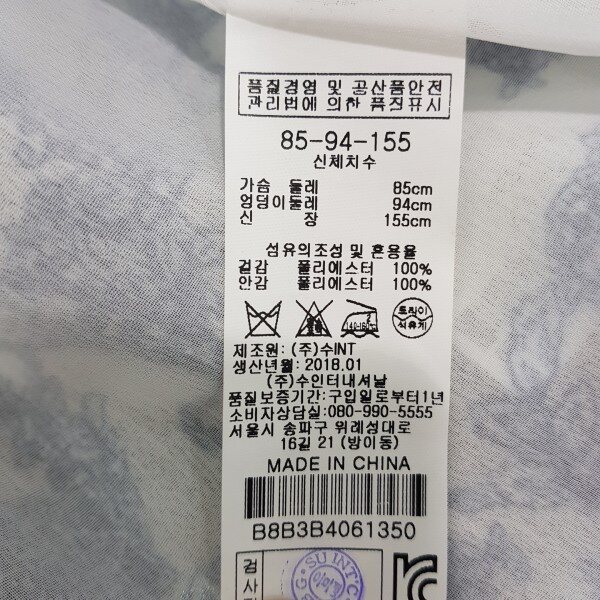 품질경영 및 공산품안전
관리법에 의한 품질표시
85-94-155
신체치수
가슴 둘레 85cm
엉덩이둘레 94cm
신 장 155cm
섬유의조성 및 혼용율
겉감 폴리에스터 100%
안감 폴리에스터 100%
140-160℃
드라이
석유계
제조원: (주)수INT
생산년월: 2018.01
(주)수인터내셔날
품질보증기간:구입일로부터1년
소비자상담실:080-990-5555
서울시 송파구 위례성대로
16길 21 (방이동)
MADE IN CHINA
B8B3B4061350
검사
SU INT'C